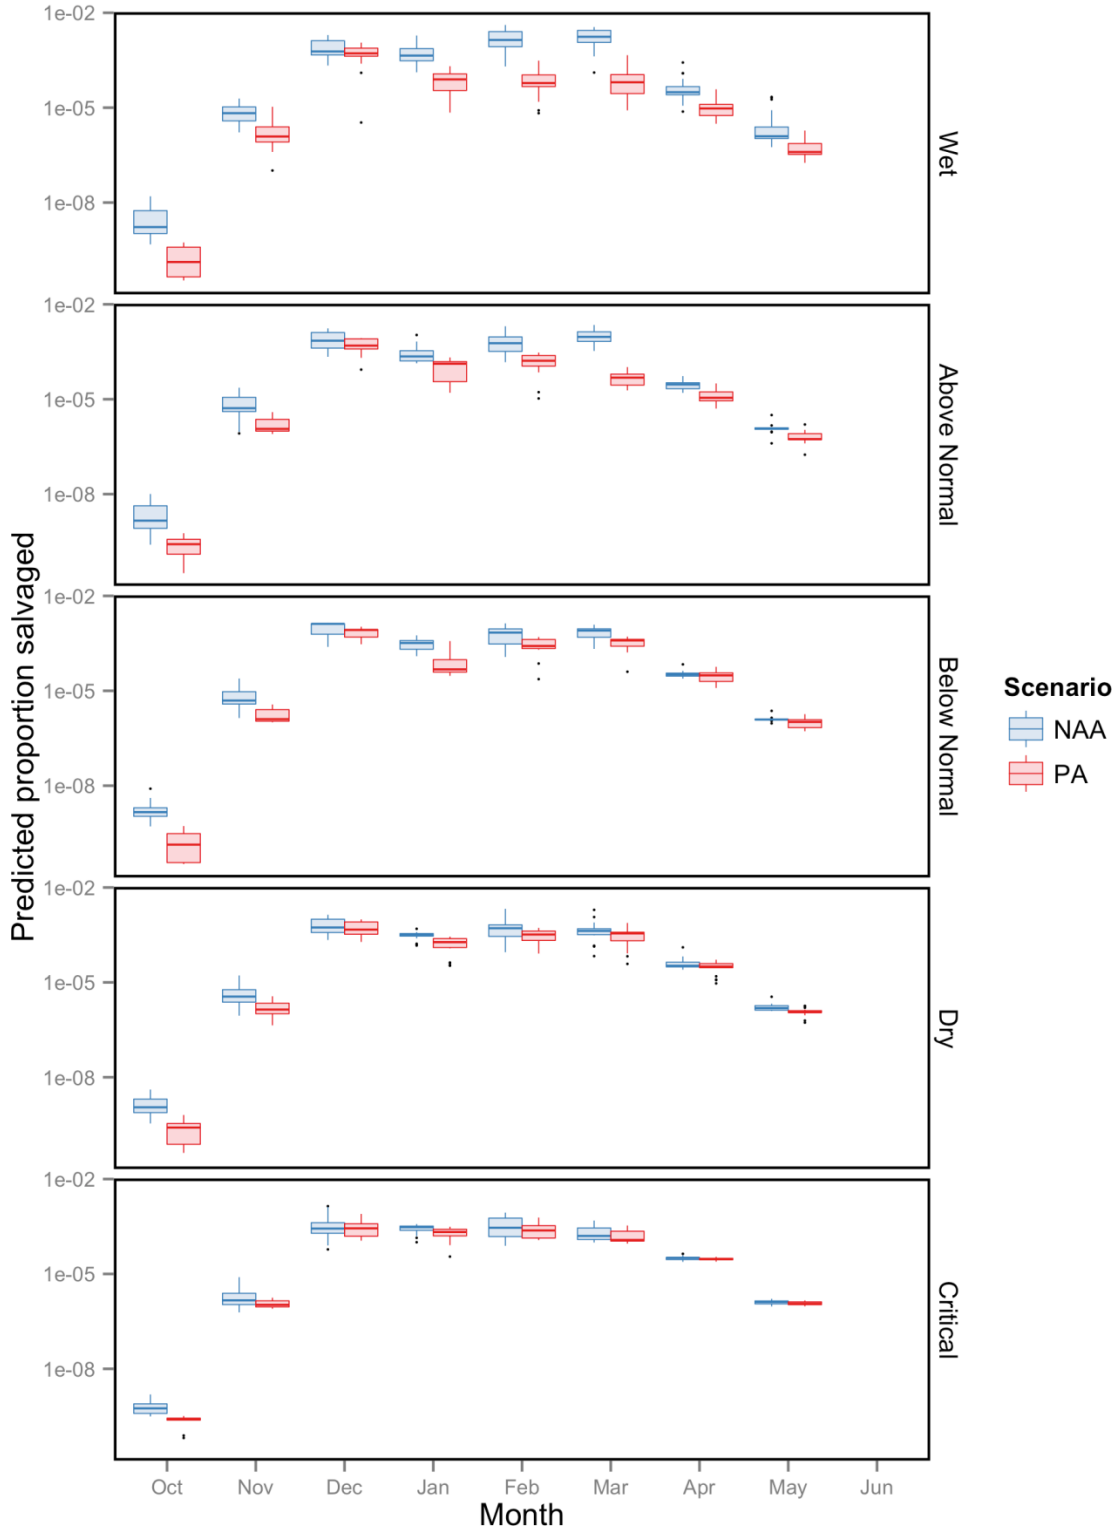 1e-02
1e-05
1e-08
Wet
1e-02
1e-05
1e-08
Above Normal
1e-02
1e-05
1e-08
Below Normal
1e-02
1e-05
1e-08
Dry
1e-02
1e-05
1e-08
Critical
Predicted proportion salvaged
Oct Nov Dec Jan Feb Mar Apr May Jun
Month
Scenario
NAA
PA